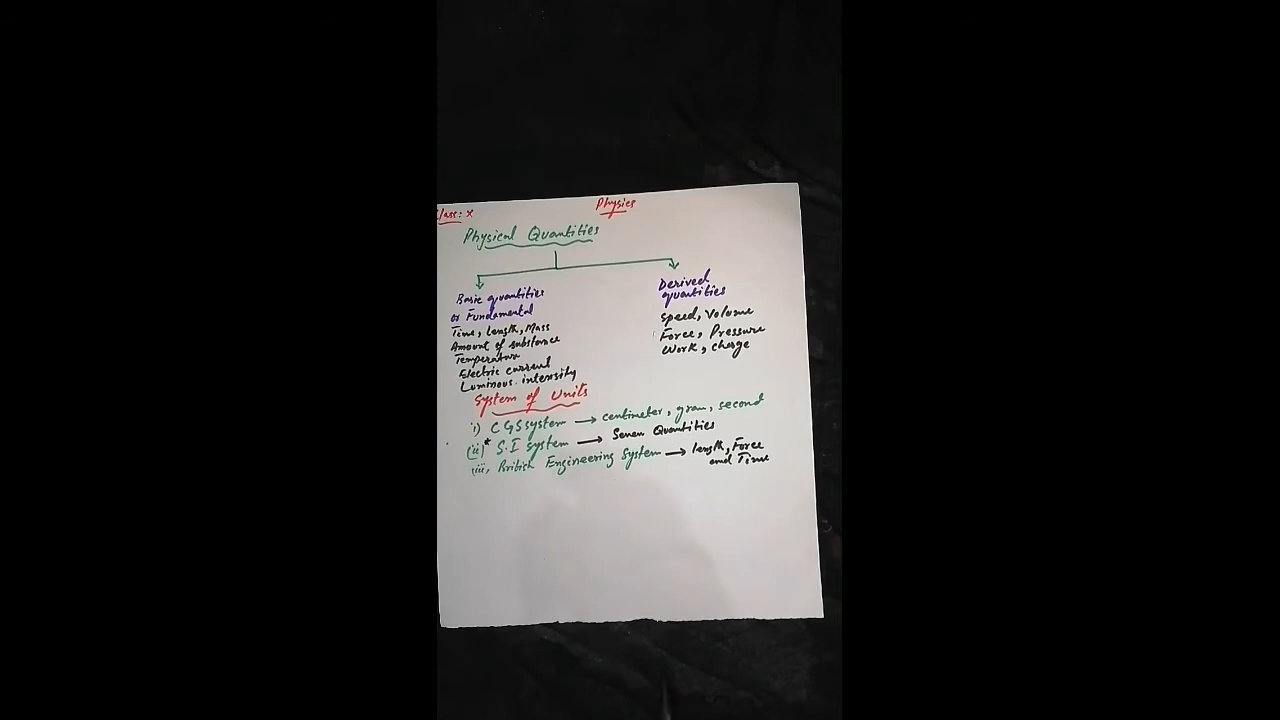 Class: X
Physics
Physical Quantities
Basic quantities
or Fundamental
Time, Length, Mass
Amount of substance
Temperature
Electric current
Luminous intensity
Derived
quantities
Speed, Volume
Force, Pressure
Work, charge
System of Units
i) C G S system → centimeter, gram, second
(ii)* S.I system → Seven Quantities
(iii, British Engineering System → length, Force
and Time